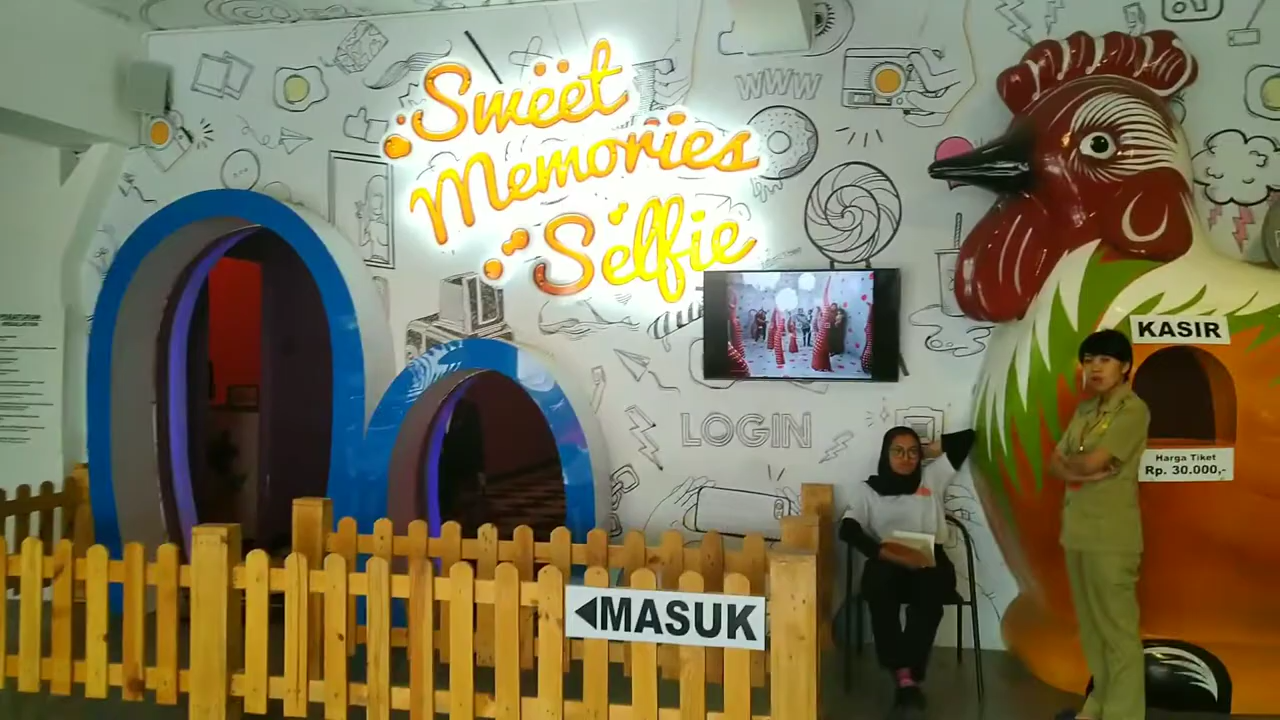 Sweet
Memories
Selfie
WWW
LOGIN
KASIR
Harga Tiket
Rp. 30.000,-
MASUK